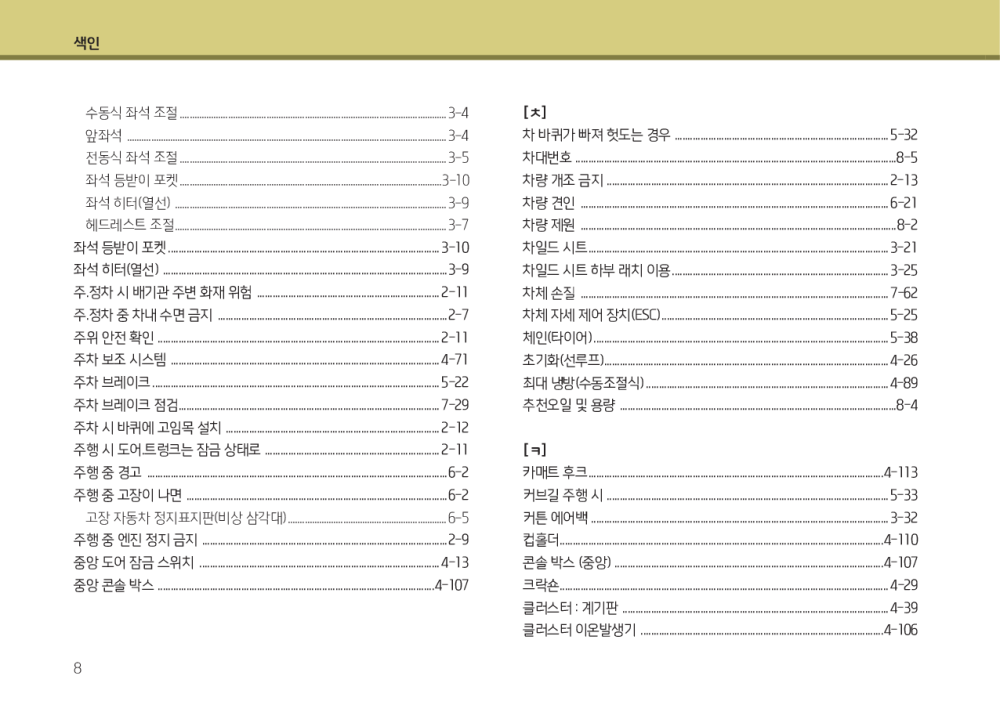 색인
수동식 좌석 조절 3-4
앞좌석 3-4
전동식 좌석 조절 3-5
좌석 등받이 포켓 3-10
좌석 히터(열선) 3-9
헤드레스트 조절 3-7
좌석 등받이 포켓 3-10
좌석 히터(열선) 3-9
주.정차 시 배기관 주변 화재 위험 2-11
주.정차 중 차내 수면 금지 2-7
주위 안전 확인 2-11
주차 보조 시스템 4-71
주차 브레이크 5-22
주차 브레이크 점검 7-29
주차 시 바퀴에 고임목 설치 2-12
주행 시 도어.트렁크는 잠금 상태로 2-11
주행 중 경고 6-2
주행 중 고장이 나면 6-2
고장 자동차 정지표지판(비상 삼각대) 6-5
주행 중 엔진 정지 금지 2-9
중앙 도어 잠금 스위치 4-13
중앙 콘솔 박스 4-107
[ㅊ]
차 바퀴가 빠져 헛도는 경우 5-32
차대번호 8-5
차량 개조 금지 2-13
차량 견인 6-21
차량 제원 8-2
차일드 시트 3-21
차일드 시트 하부 래치 이용 3-25
차체 손질 7-62
차체 자세 제어 장치(ESC) 5-25
체인(타이어) 5-38
초기화(선루프) 4-26
최대 냉방(수동조절식) 4-89
추천오일 및 용량 8-4
[ㅋ]
카매트 후크 4-113
커브길 주행 시 5-33
커튼 에어백 3-32
컵홀더 4-110
콘솔 박스 (중앙) 4-107
크락숀 4-29
클러스터 : 계기판 4-39
클러스터 이온발생기 4-106
8